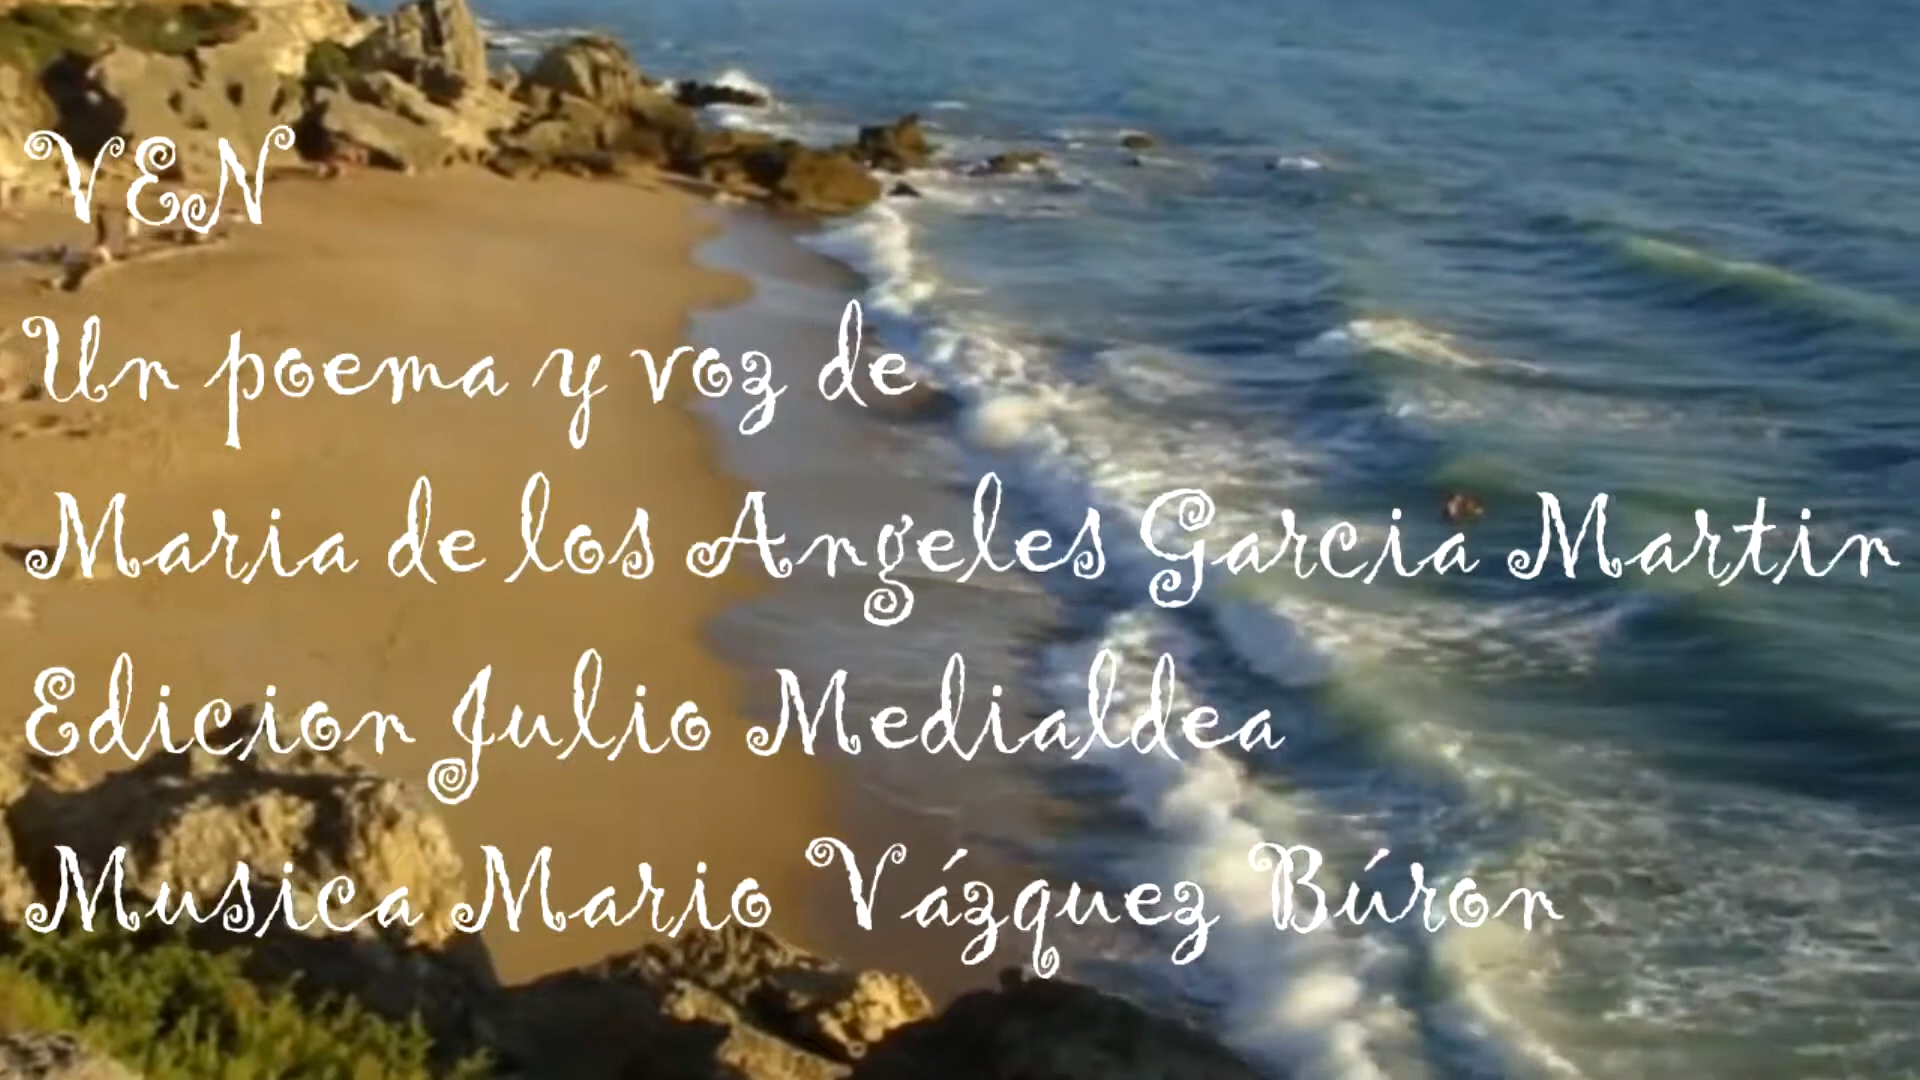 VEN
Un poema y voz de
Maria de los Angeles Garcia Martin
Edicion Julio Medialdea
Musica Mario Vázquez Búron